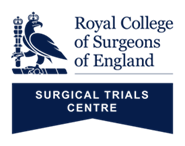 Royal College
of Surgeons
of England
SURGICAL TRIALS
CENTRE